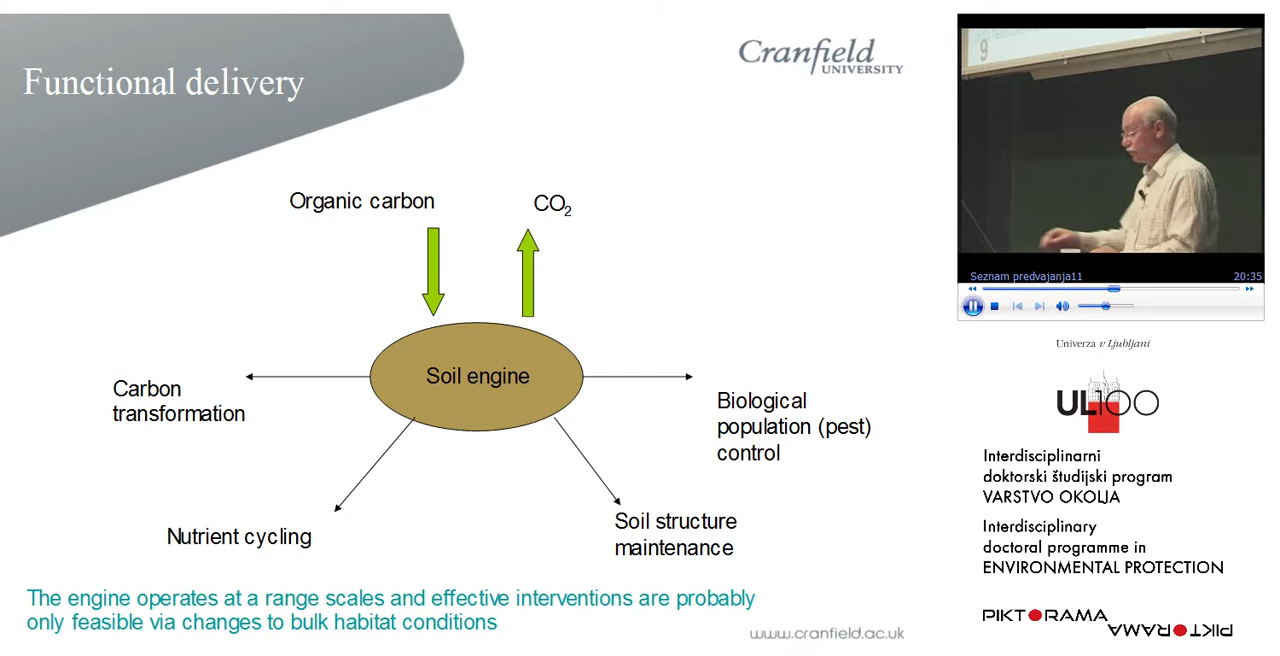 Functional delivery
Cranfield
UNIVERSITY
Organic carbon
CO2
Soil engine
Carbon
transformation
Biological
population (pest)
control
Nutrient cycling
Soil structure
maintenance
The engine operates at a range scales and effective interventions are probably
only feasible via changes to bulk habitat conditions
www.cranfield.ac.uk
9
Seznam predvajanja11
20:35
Univerza v Ljubljani
UL100
Interdisciplinarni
doktorski študijski program
VARSTVO OKOLJA
Interdisciplinary
doctoral programme in
ENVIRONMENTAL PROTECTION
PIKTORAMA
PIKTORAMA